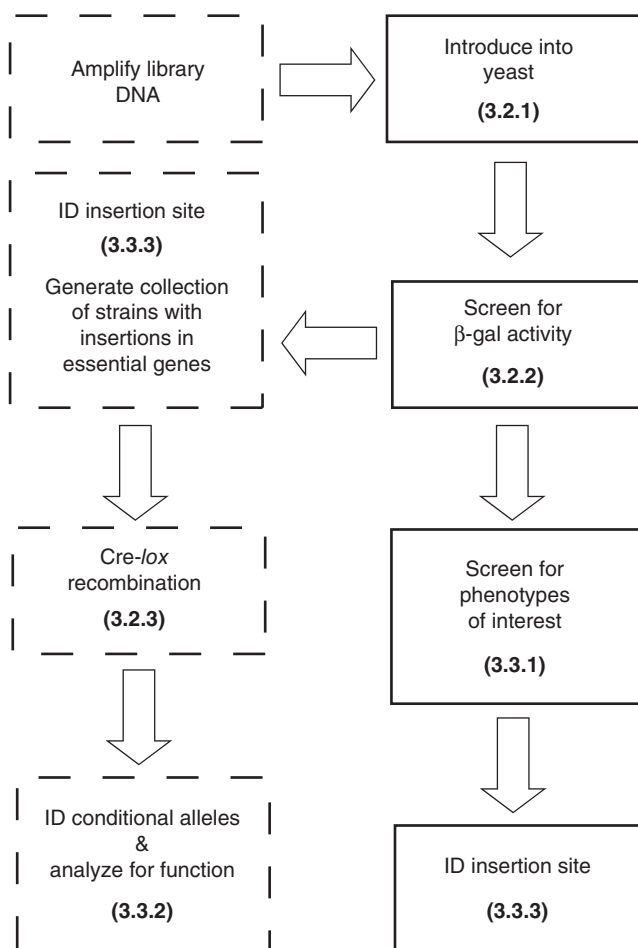 Amplify library
DNA
Introduce into
yeast
(3.2.1)
ID insertion site
(3.3.3)
Generate collection
of strains with
insertions in
essential genes
Screen for
β-gal activity
(3.2.2)
Cre-lox
recombination
(3.2.3)
Screen for
phenotypes
of interest
(3.3.1)
ID conditional alleles
&
analyze for function
(3.3.2)
ID insertion site
(3.3.3)